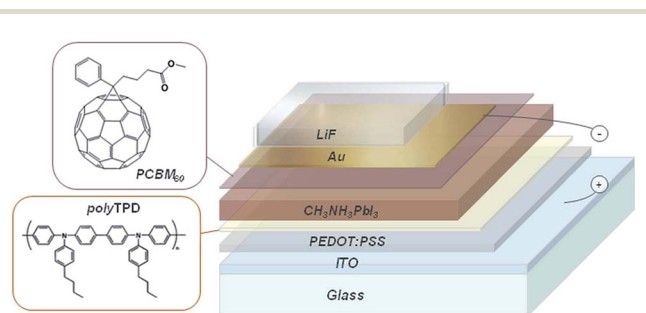 O
O
PCBM₆₀
polyTPD
N
N
n
LiF
Au
-
CH₃NH₃PbI₃
+
PEDOT:PSS
ITO
Glass